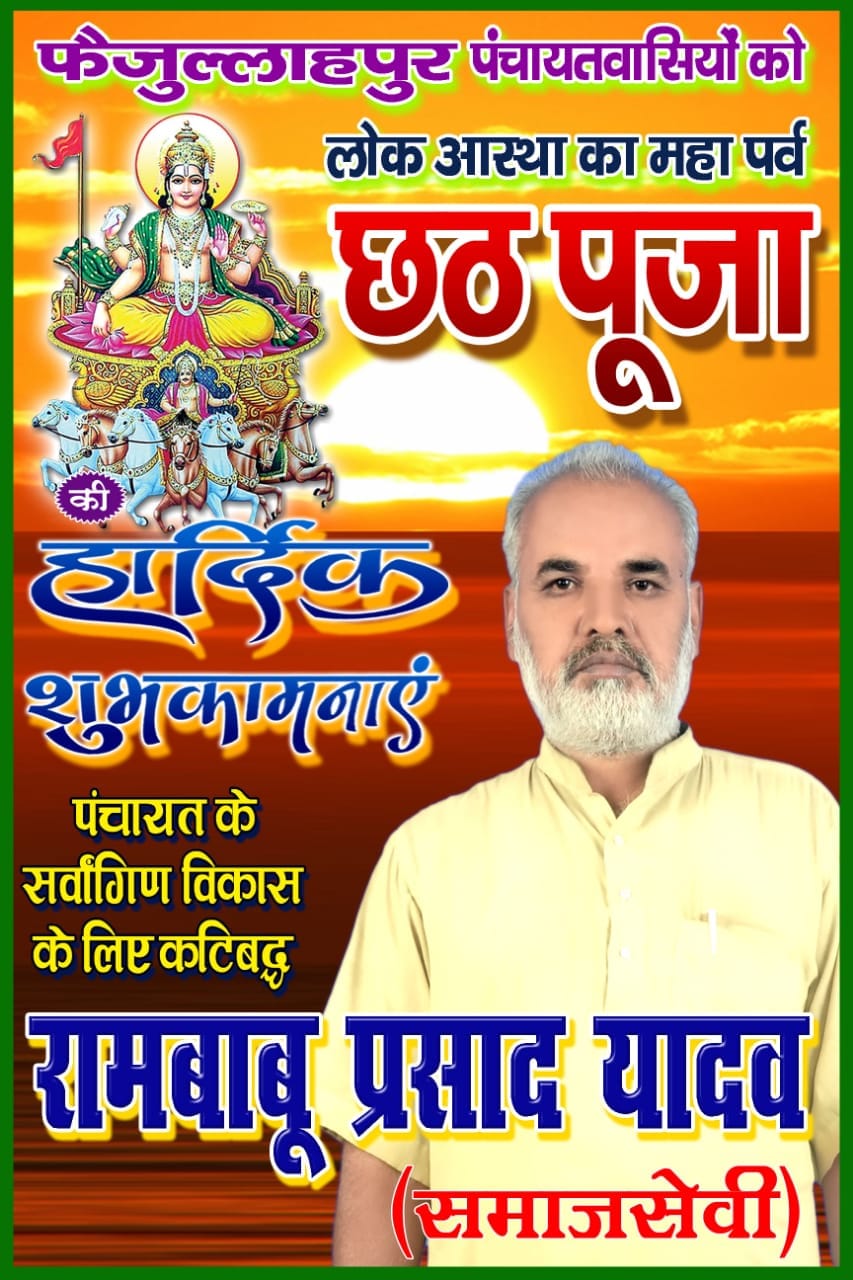 फैजुल्लाहपुर पंचायतवासियों को
लोक आस्था का महा पर्व
छठ पूजा
की
हार्दिक
शुभकामनाएं
पंचायत के
सर्वांगिण विकास
के लिए कटिबद्ध
रामबाबू प्रसाद यादव
(समाजसेवी)